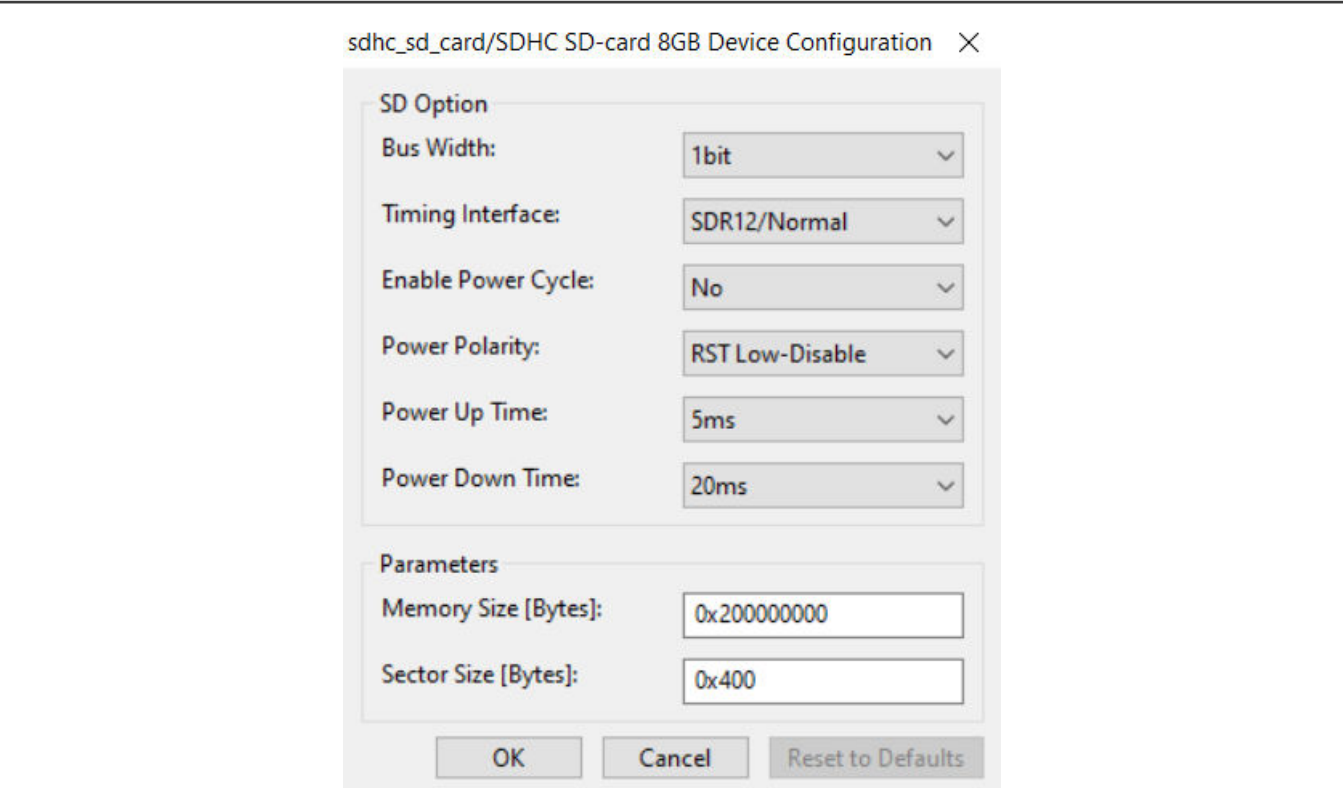 sdhc_sd_card/SDHC SD-card 8GB Device Configuration
SD Option
Bus Width: 1bit
Timing Interface: SDR12/Normal
Enable Power Cycle: No
Power Polarity: RST Low-Disable
Power Up Time: 5ms
Power Down Time: 20ms
Parameters
Memory Size [Bytes]: 0x200000000
Sector Size [Bytes]: 0x400
OK Cancel Reset to Defaults